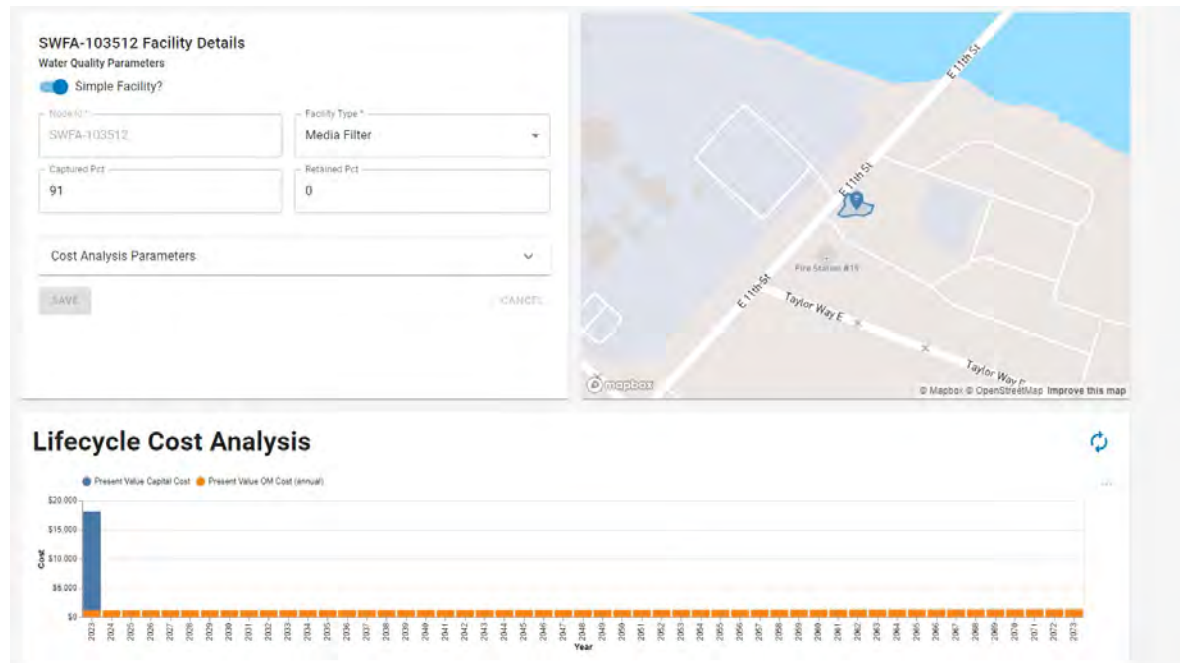 SWFA-103512 Facility Details
Water Quality Parameters
Simple Facility?
Node Id *
SWFA-103512
Facility Type *
Media Filter
Captured Pct
91
Retained Pct
0
Cost Analysis Parameters
SAVE
CANCEL
E 11th St
E 11th St
E 11th St
Fire Station #15
Taylor Way E
Taylor Way E
mapbox
© Mapbox © OpenStreetMap Improve this map
Lifecycle Cost Analysis
Present Value Capital Cost
Present Value OM Cost (annual)
$20,000
$15,000
$10,000
$5,000
$0
Cost
2023
2024
2025
2026
2027
2028
2029
2030
2031
2032
2033
2034
2035
2036
2037
2038
2039
2040
2041
2042
2043
2044
2045
2046
2047
2048
2049
2050
2051
2052
2053
2054
2055
2056
2057
2058
2059
2060
2061
2062
2063
2064
2065
2066
2067
2068
2069
2070
2071
2072
2073
Year